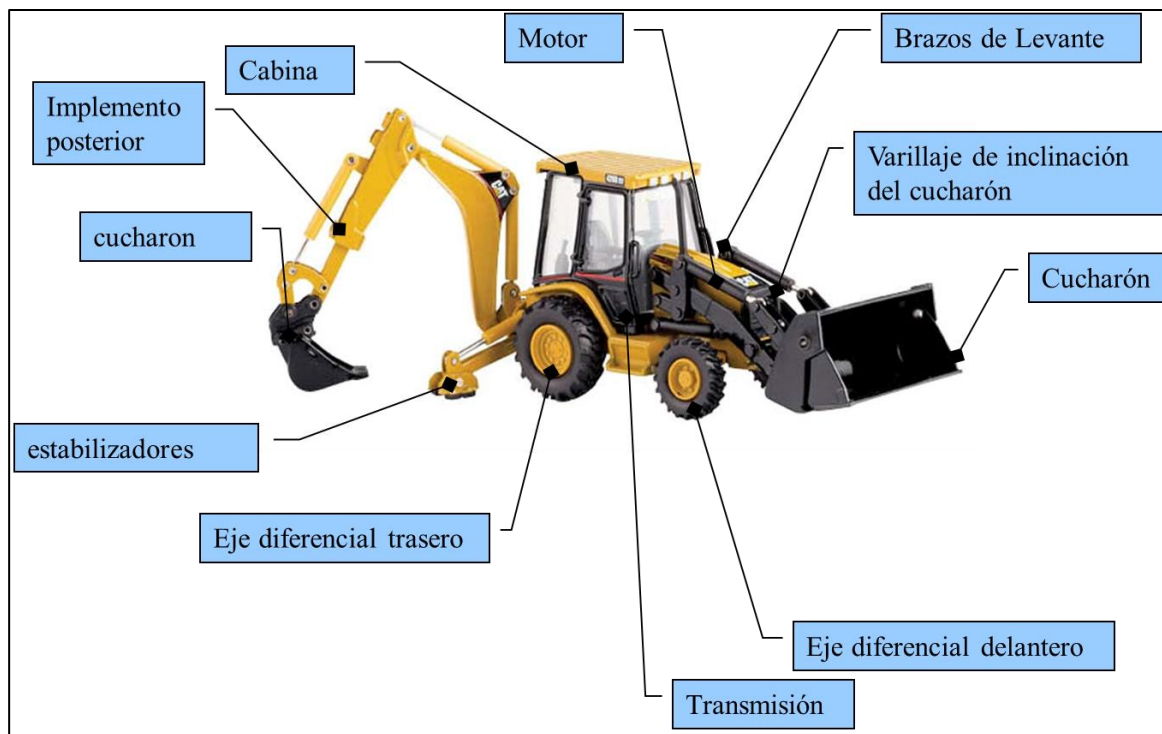 Motor
Brazos de Levante
Cabina
Implemento
posterior
Varillaje de inclinación
del cucharón
cucharon
Cucharón
CAT
estabilizadores
Eje diferencial trasero
Eje diferencial delantero
Transmisión